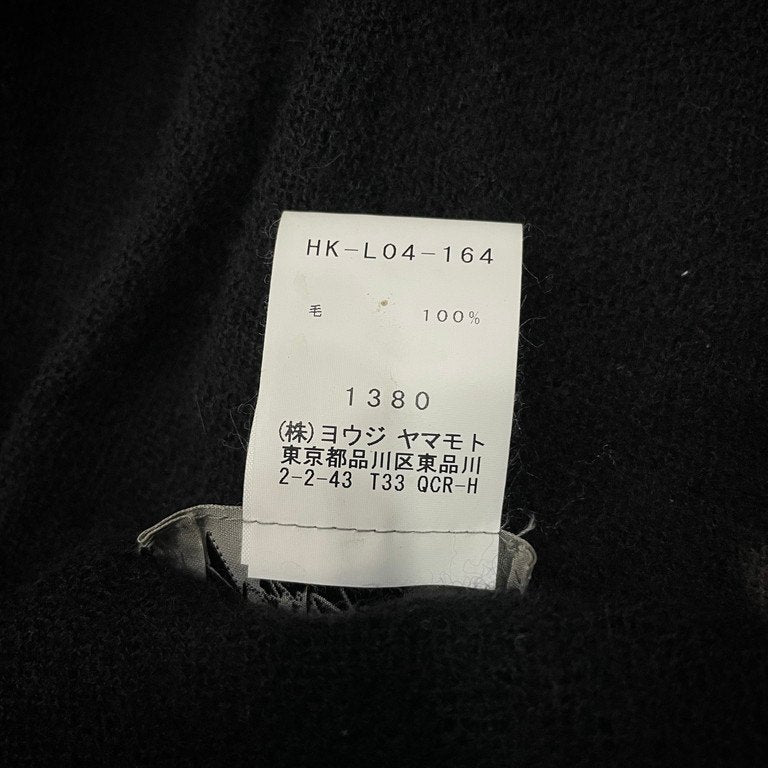 HK-L04-164
毛 100%
1380
(株)ヨウジ ヤマモト
東京都品川区東品川
2-2-43 T33 QCR-H